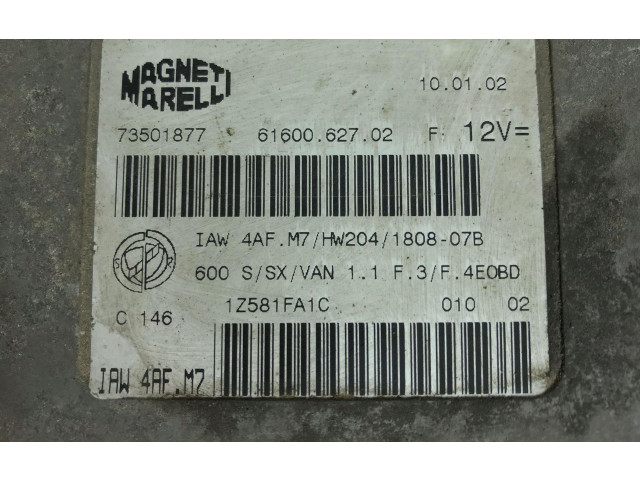 MAGNETI
MARELLI
10.01.02
73501877 61600.627.02 F: 12V=
IAW 4AF.M7/HW204/1808-07B
600 S/SX/VAN 1.1 F.3/F.4EOBD
1Z581FA1C 010 02
C 146
IAW 4AF.M7